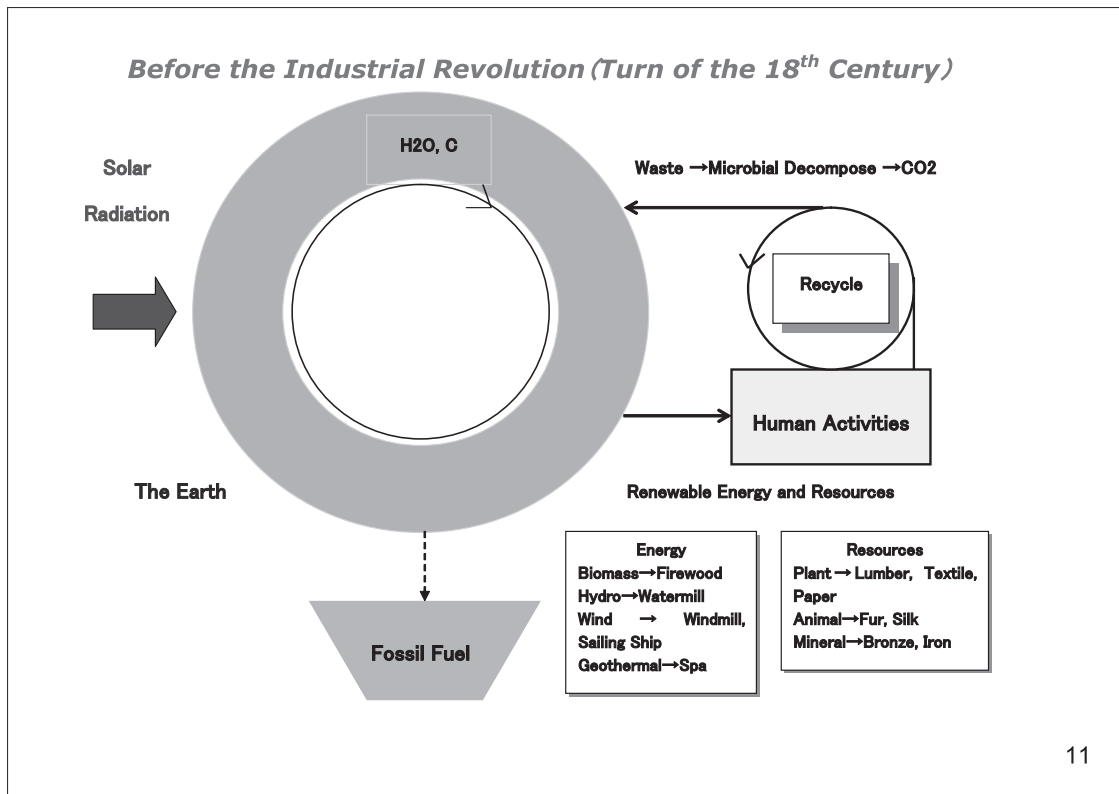 Before the Industrial Revolution（Turn of the 18th Century）
H2O, C
Solar
Radiation
Waste →Microbial Decompose →CO2
Recycle
Human Activities
The Earth
Renewable Energy and Resources
Fossil Fuel
Energy
Biomass→Firewood
Hydro→Watermill
Wind → Windmill,
Sailing Ship
Geothermal→Spa
Resources
Plant→Lumber, Textile,
Paper
Animal→Fur, Silk
Mineral→Bronze, Iron
11